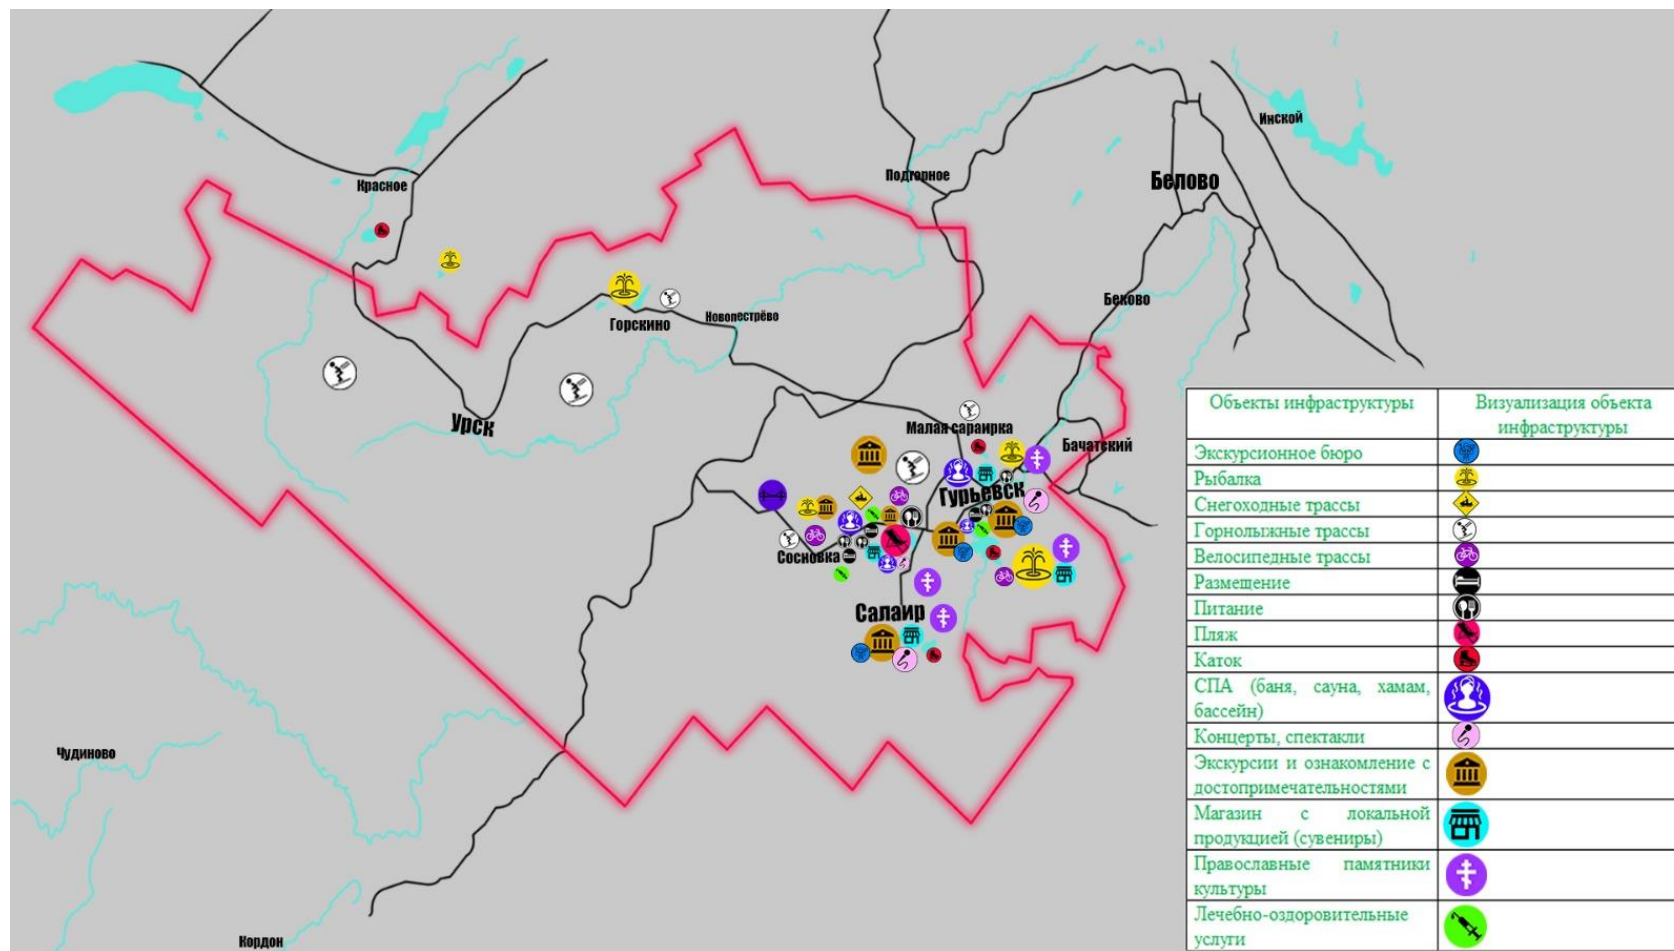 Инской
Красное
Подгорное
Белово
Беково
Горскино
Новопестрёво
Урск
Малая сараирка
Бачатский
Гурьевск
Сосновка
Салаир
Чудиново
Кордон
Объекты инфраструктуры
Визуализация объекта
инфраструктуры
Экскурсионное бюро
Рыбалка
Снегоходные трассы
Горнолыжные трассы
Велосипедные трассы
Размещение
Питание
Пляж
Каток
СПА (баня, сауна, хамам,
бассейн)
Концерты, спектакли
Экскурсии и ознакомление с
достопримечательностями
Магазин с локальной
продукцией (сувениры)
Православные памятники
культуры
Лечебно-оздоровительные
услуги